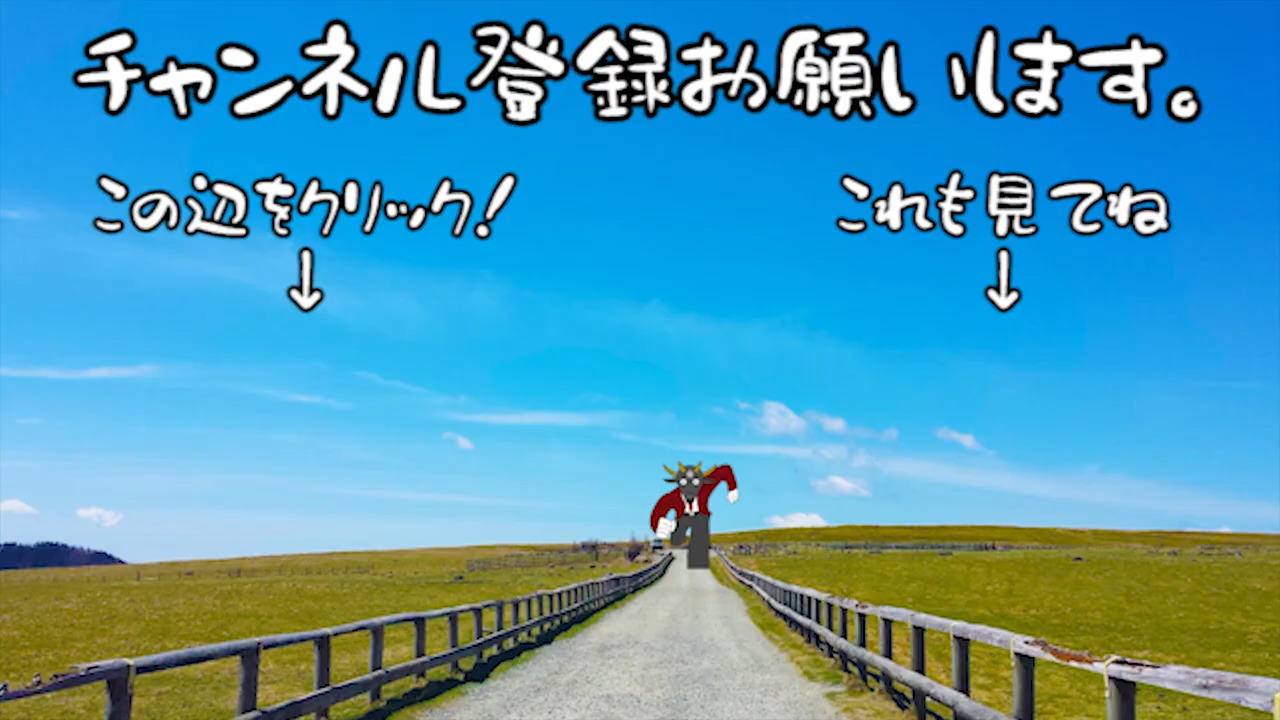 チャンネル登録お願いします。
この辺をクリック!
これも見てね
↓
↓